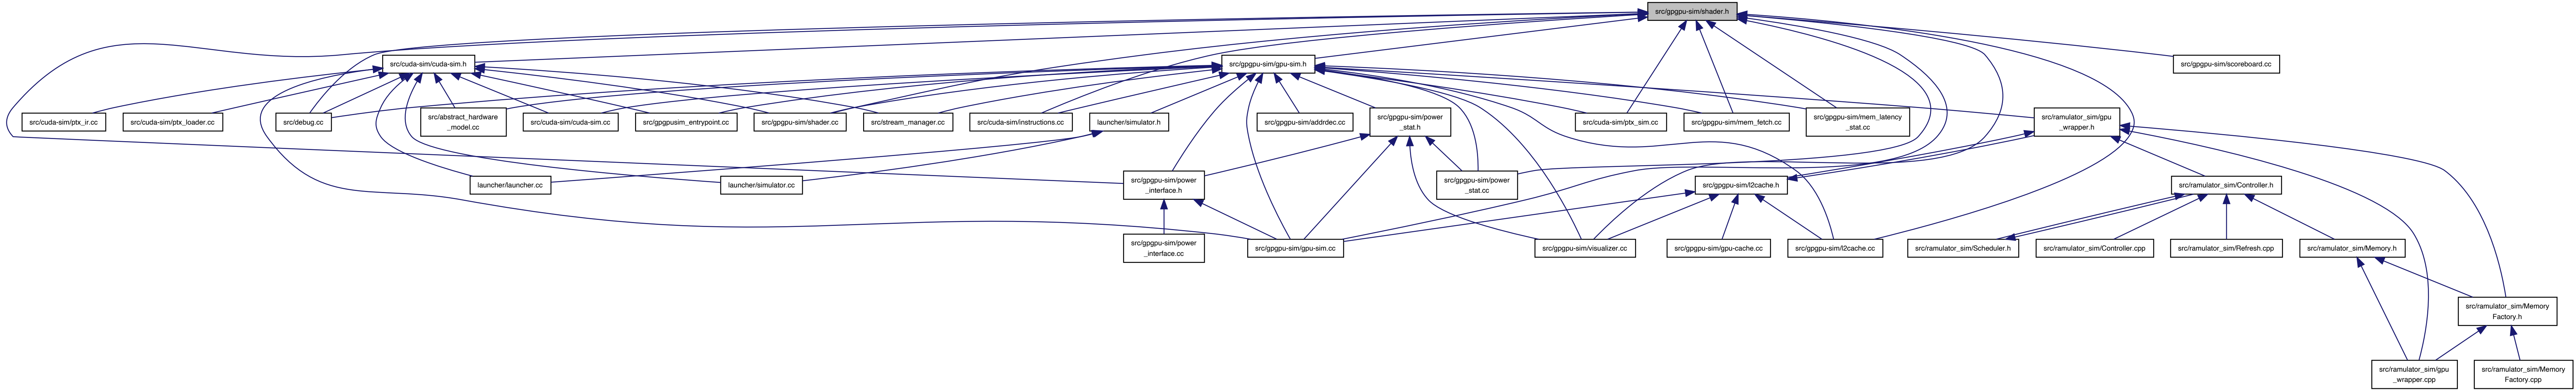 src/gpgpu-sim/shader.h
src/cuda-sim/cuda-sim.h
src/gpgpu-sim/gpu-sim.h
src/gpgpu-sim/scoreboard.cc
src/cuda-sim/ptx_ir.cc
src/cuda-sim/ptx_loader.cc
src/debug.cc
src/abstract_hardware
_model.cc
src/cuda-sim/cuda-sim.cc
src/gpgpusim_entrypoint.cc
src/gpgpu-sim/shader.cc
src/stream_manager.cc
src/cuda-sim/instructions.cc
launcher/simulator.h
src/gpgpu-sim/addrdec.cc
src/gpgpu-sim/power
_stat.h
src/cuda-sim/ptx_sim.cc
src/gpgpu-sim/mem_fetch.cc
src/gpgpu-sim/mem_latency
_stat.cc
src/ramulator_sim/gpu
_wrapper.h
launcher/launcher.cc
launcher/simulator.cc
src/gpgpu-sim/power
_interface.h
src/gpgpu-sim/power
_stat.cc
src/gpgpu-sim/l2cache.h
src/ramulator_sim/Controller.h
src/gpgpu-sim/power
_interface.cc
src/gpgpu-sim/gpu-sim.cc
src/gpgpu-sim/visualizer.cc
src/gpgpu-sim/gpu-cache.cc
src/gpgpu-sim/l2cache.cc
src/ramulator_sim/Scheduler.h
src/ramulator_sim/Controller.cpp
src/ramulator_sim/Refresh.cpp
src/ramulator_sim/Memory.h
src/ramulator_sim/Memory
Factory.h
src/ramulator_sim/gpu
_wrapper.cpp
src/ramulator_sim/Memory
Factory.cpp